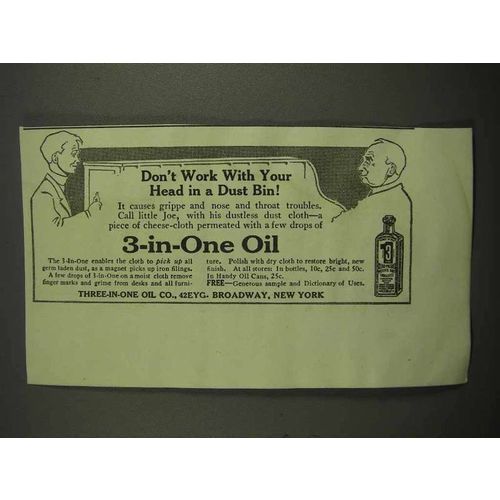 Don't Work With Your
Head in a Dust Bin!
It causes grippe and nose and throat troubles.
Call little Joe, with his dustless dust cloth—a
piece of cheese-cloth permeated with a few drops of
3-in-One Oil
The 3-in-One enables the cloth to pick up all
germ laden dust, as a magnet picks up iron filings.
A few drops of 3-in-One on a moist cloth remove
finger marks and grime from desks and all furni-
ture. Polish with dry cloth to restore bright, new
finish. At all stores: In bottles, 10c, 25c and 50c.
In Handy Oil Cans, 25c.
FREE—Generous sample and Dictionary of Uses.
THREE-IN-ONE OIL CO., 42EYG. BROADWAY, NEW YORK
3